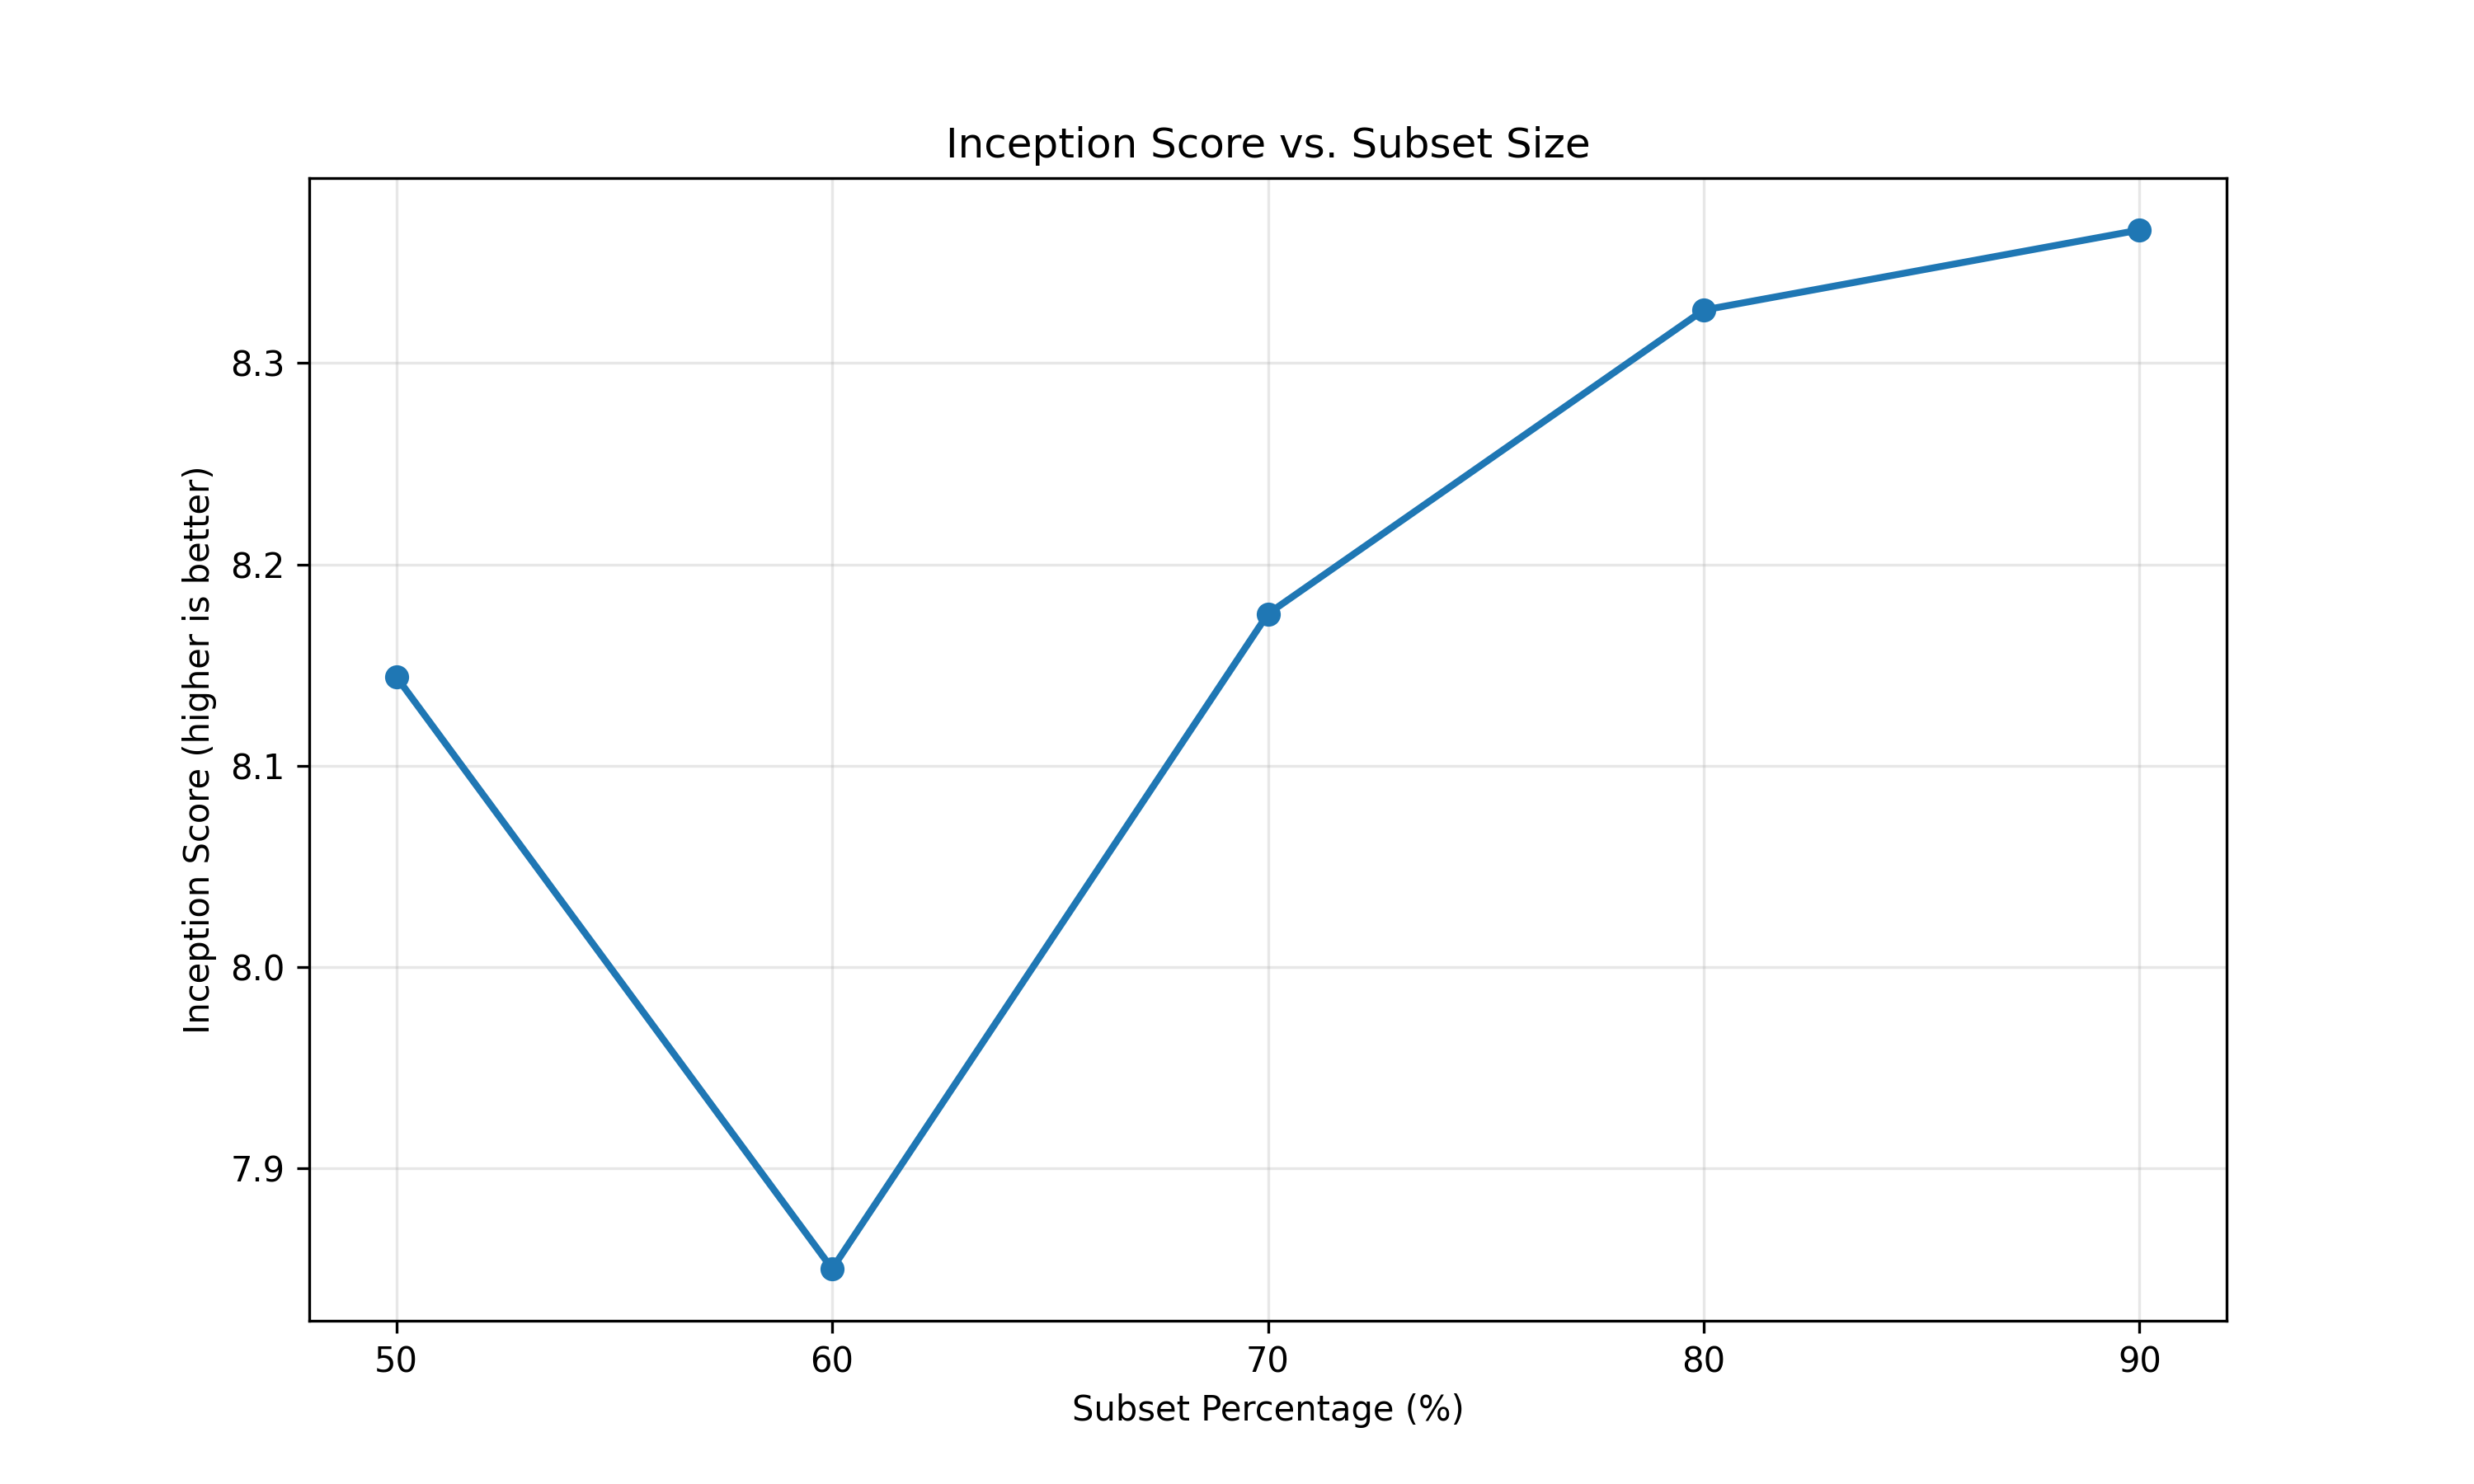 Inception Score vs. Subset Size
Inception Score (higher is better)
8.3
8.2
8.1
8.0
7.9
50 60 70 80 90
Subset Percentage (%)